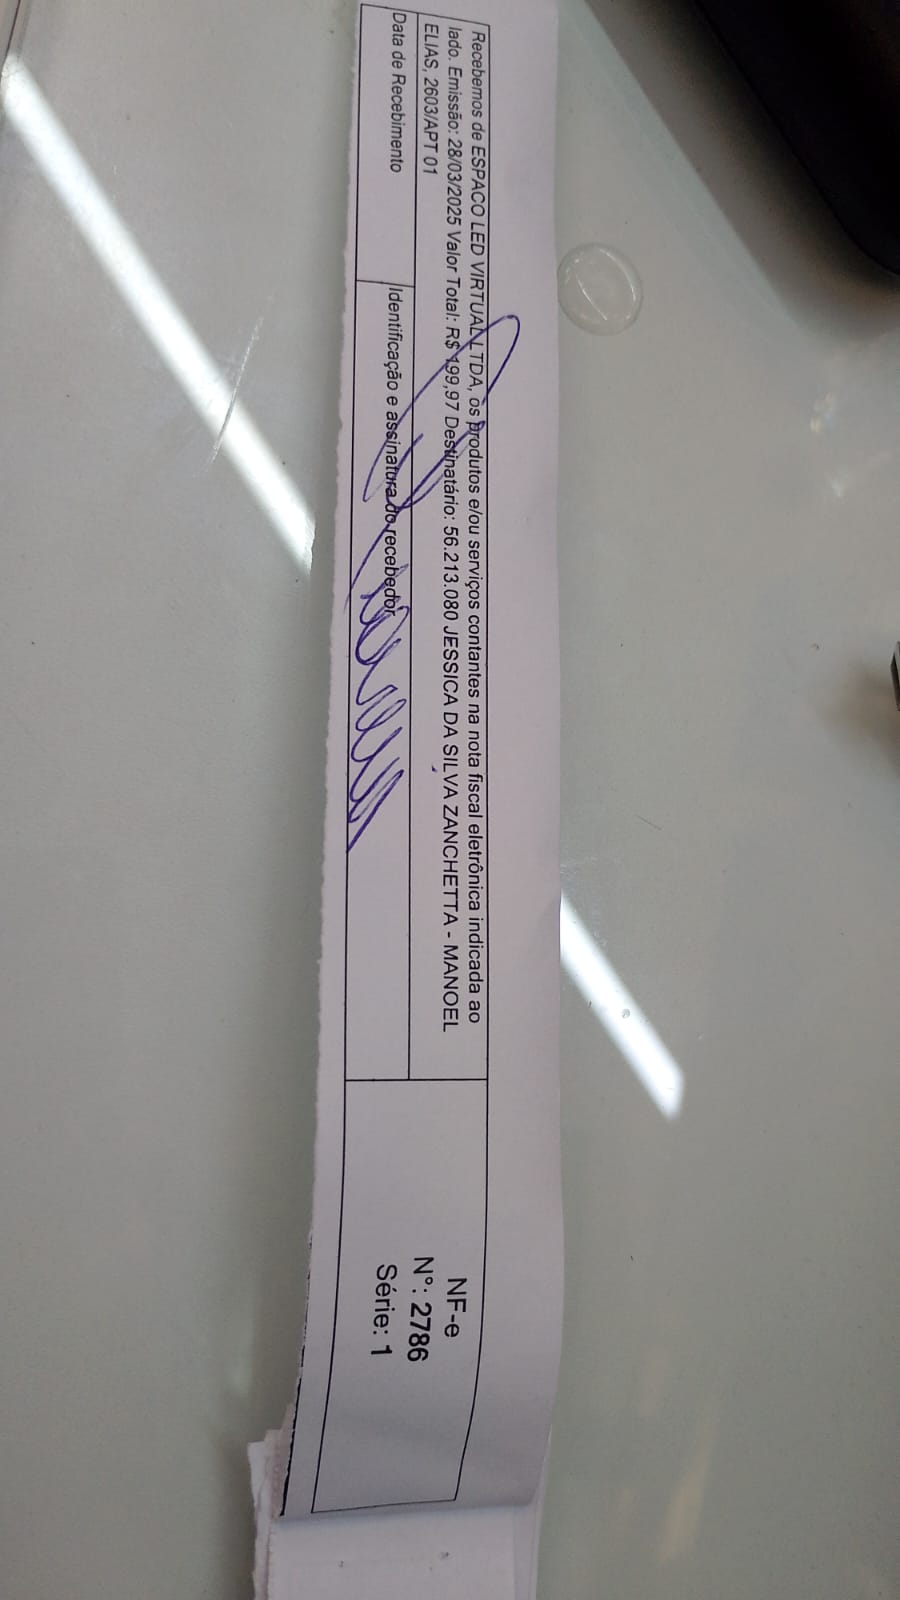 Recebemos de ESPACO LED VIRTUAL LTDA, os produtos e/ou serviços contantes na nota fiscal eletrônica indicada ao
lado. Emissão: 28/03/2025 Valor Total: R$ 199,97 Destinatário: 56.213.080 JESSICA DA SILVA ZANCHETTA - MANOEL
ELIAS, 2603/APT 01
Data de Recebimento
Identificação e assinatura do recebedor
NF-e
Nº: 2786
Série: 1